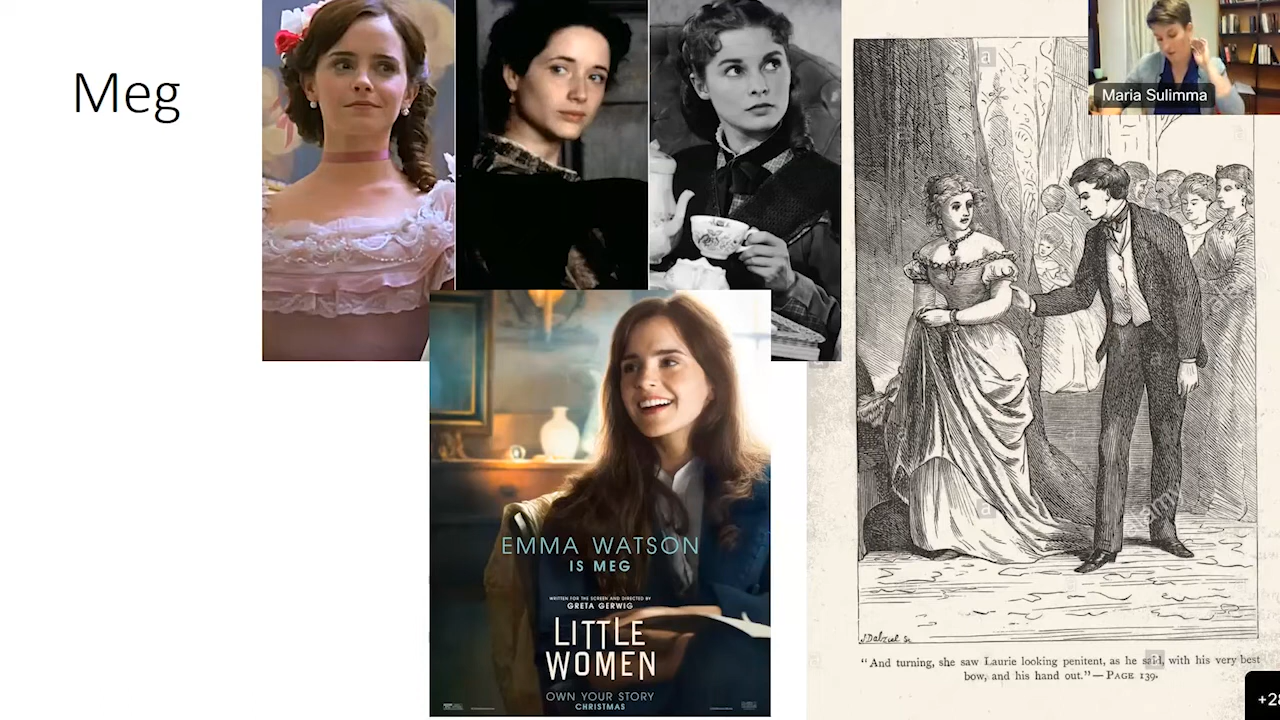 Meg
Maria Sulimma
EMMA WATSON
IS MEG
WRITTEN FOR THE SCREEN AND DIRECTED BY
GRETA GERWIG
LITTLE
WOMEN
OWN YOUR STORY
CHRISTMAS
J. Dalziel Sc.
"And turning, she saw Laurie looking penitent, as he said, with his very best
bow, and his hand out."—PAGE 139.